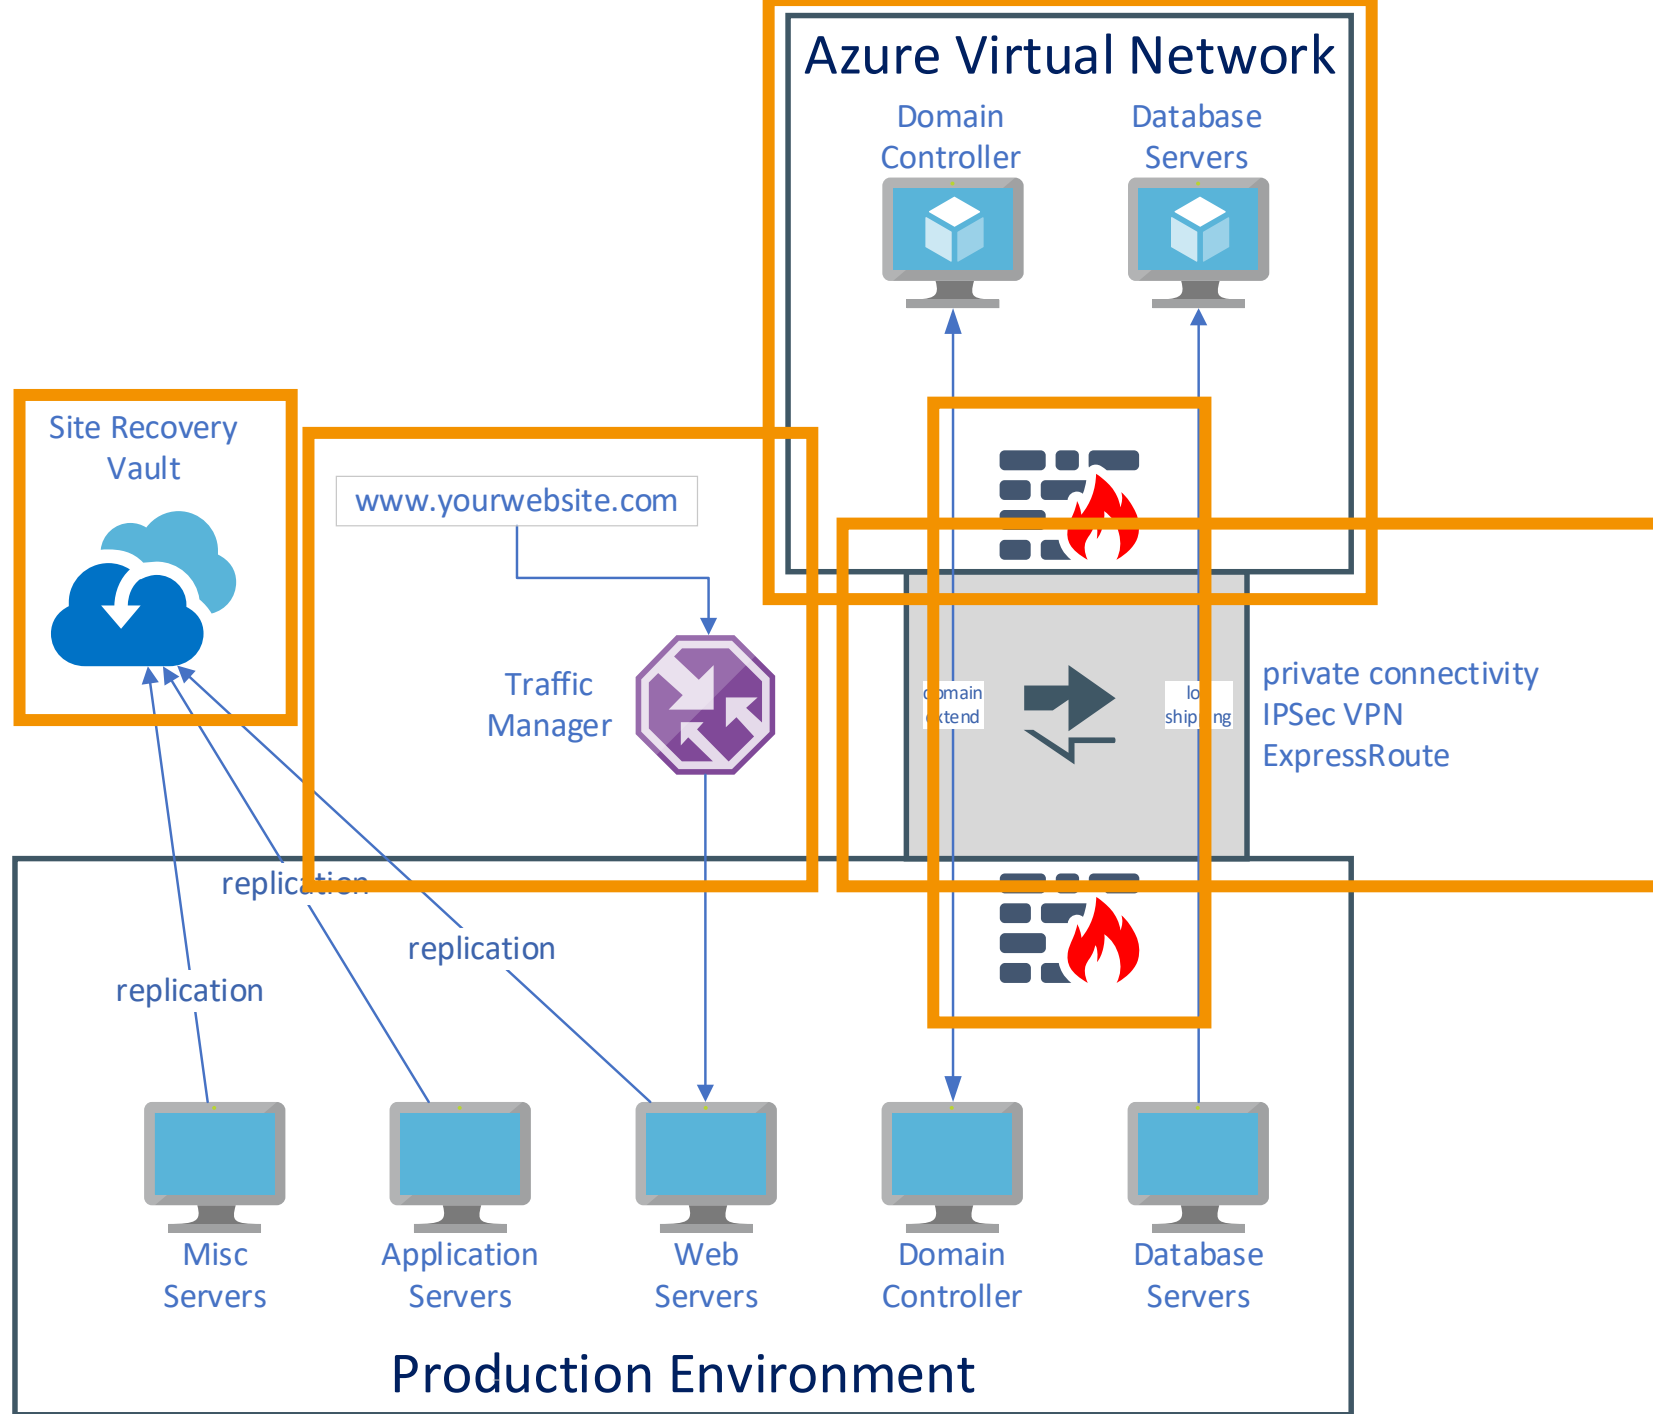 Azure Virtual Network
Domain
Controller
Database
Servers
Site Recovery
Vault
www.yourwebsite.com
Traffic
Manager
private connectivity
IPSec VPN
ExpressRoute
replication
replication
replication
Misc
Servers
Application
Servers
Web
Servers
Domain
Controller
Database
Servers
Production Environment